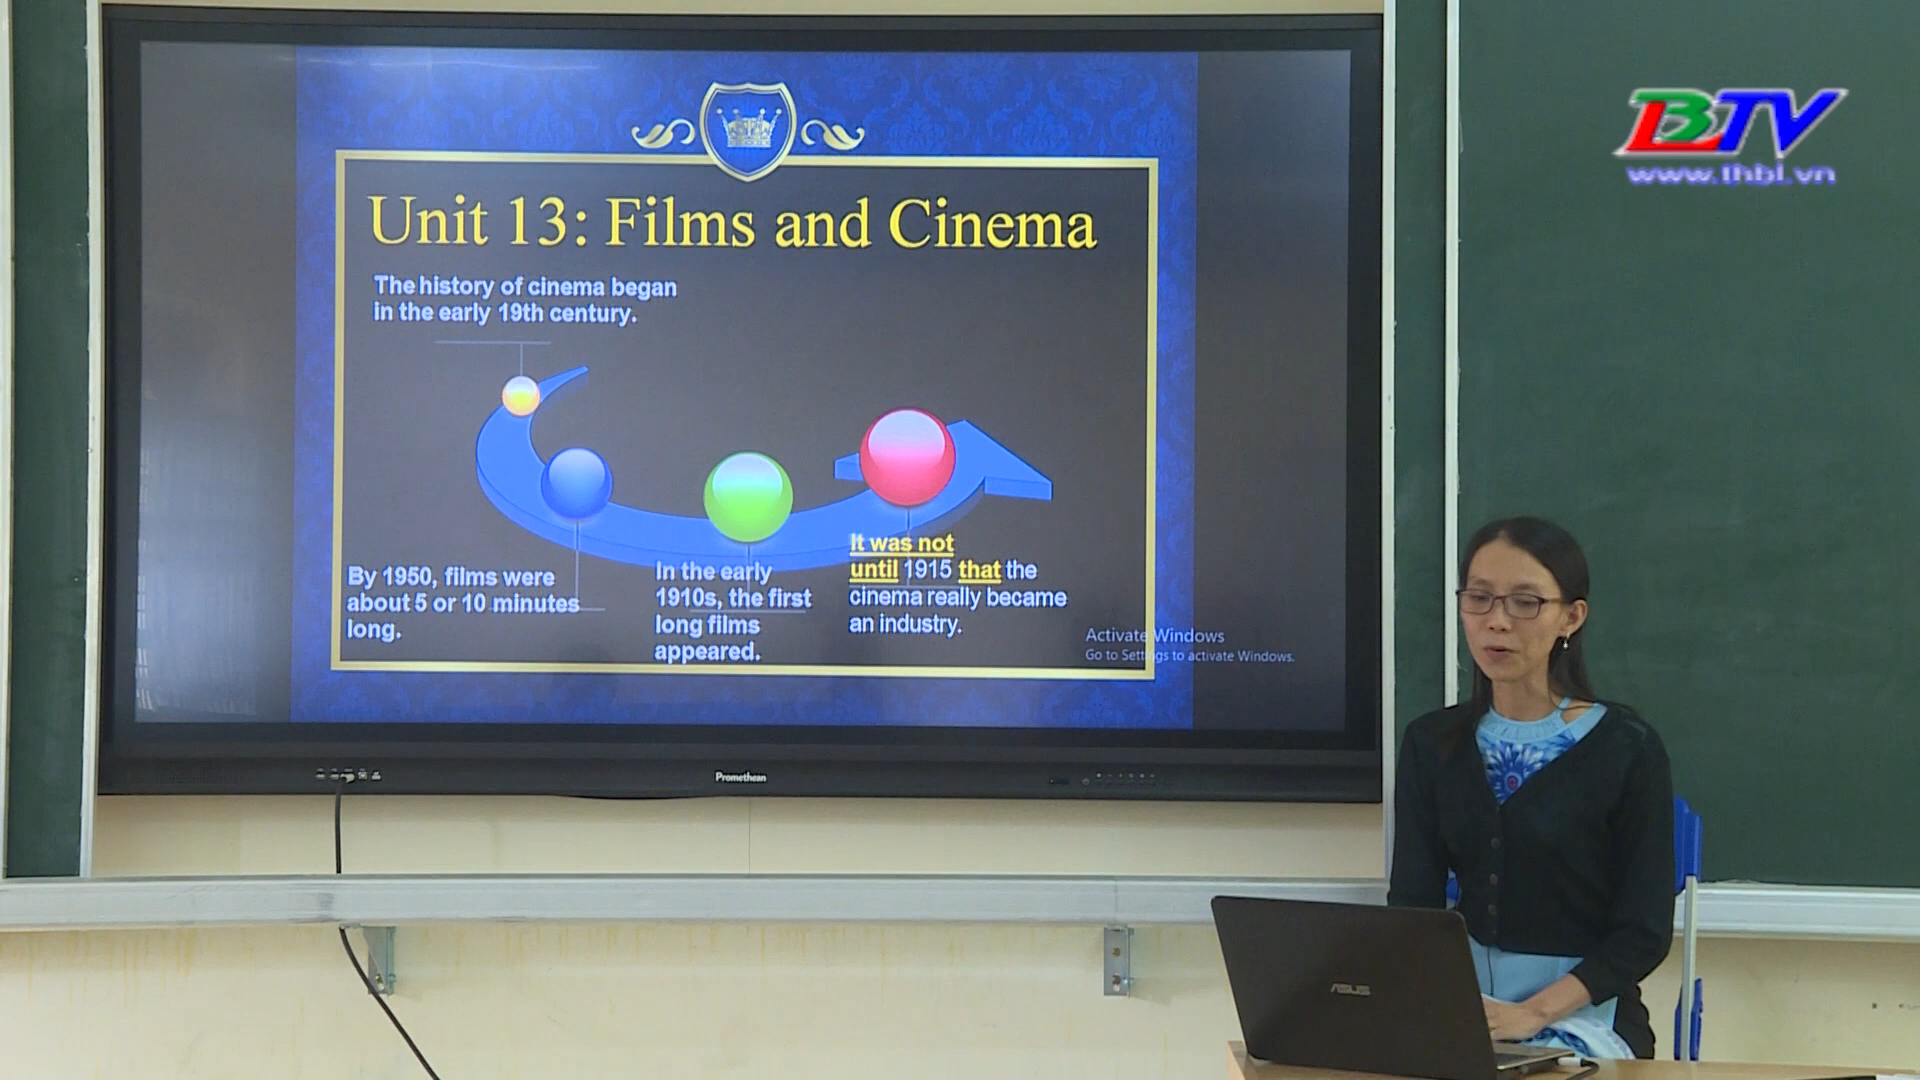 BTV
www.thbt.vn
Unit 13: Films and Cinema
The history of cinema began
in the early 19th century.
By 1950, films were
about 5 or 10 minutes
long.
In the early
1910s, the first
long films
appeared.
It was not
until 1915 that the
cinema really became
an industry.
Activate Windows
Go to Settings to activate Windows.
Promethean
ASUS